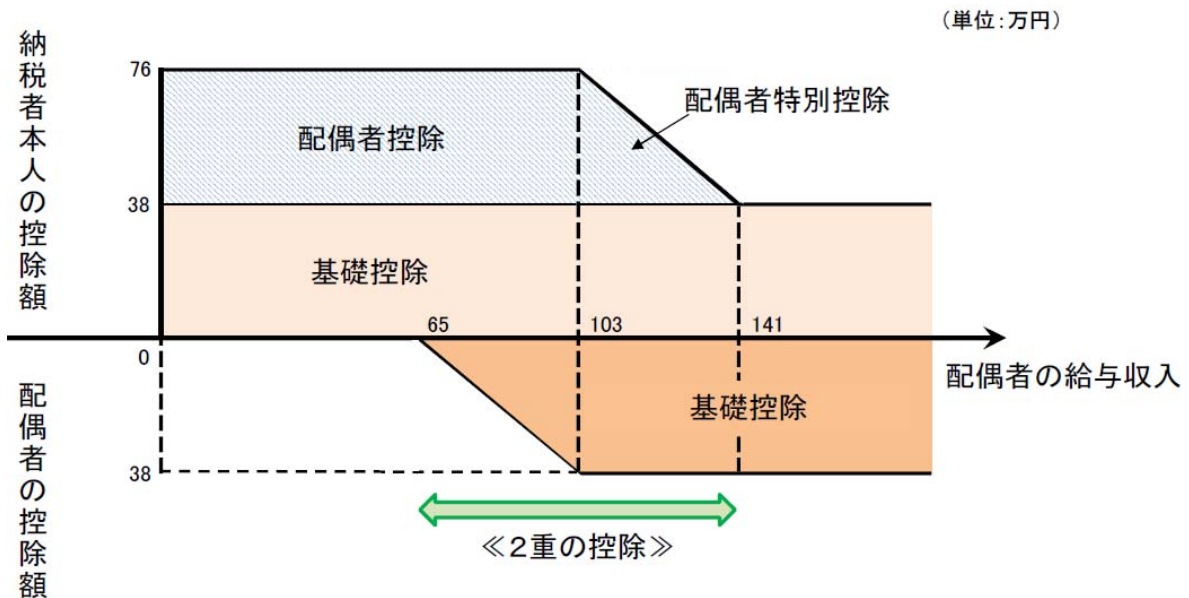 （単位：万円）
納税者本人の控除額
76
配偶者特別控除
配偶者控除
38
基礎控除
65
103
141
0
配偶者の給与収入
配偶者の控除額
基礎控除
38
≪２重の控除≫